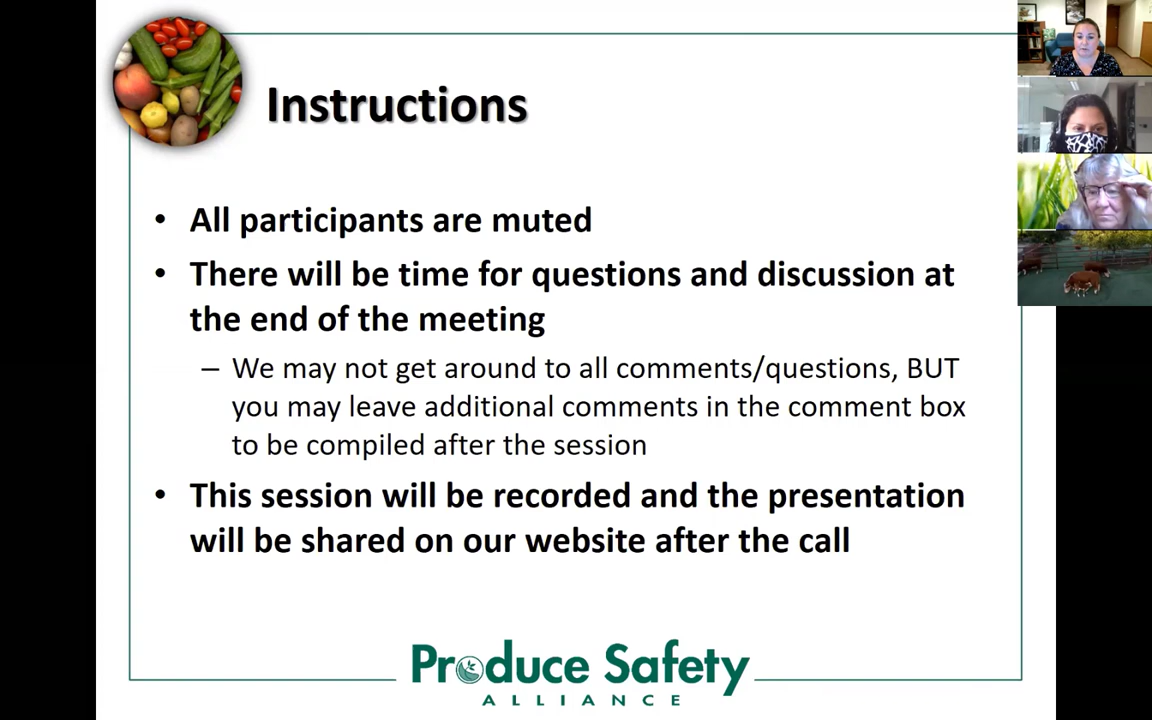 Instructions
• All participants are muted
• There will be time for questions and discussion at
the end of the meeting
– We may not get around to all comments/questions, BUT
you may leave additional comments in the comment box
to be compiled after the session
• This session will be recorded and the presentation
will be shared on our website after the call
Produce Safety
ALLIANCE